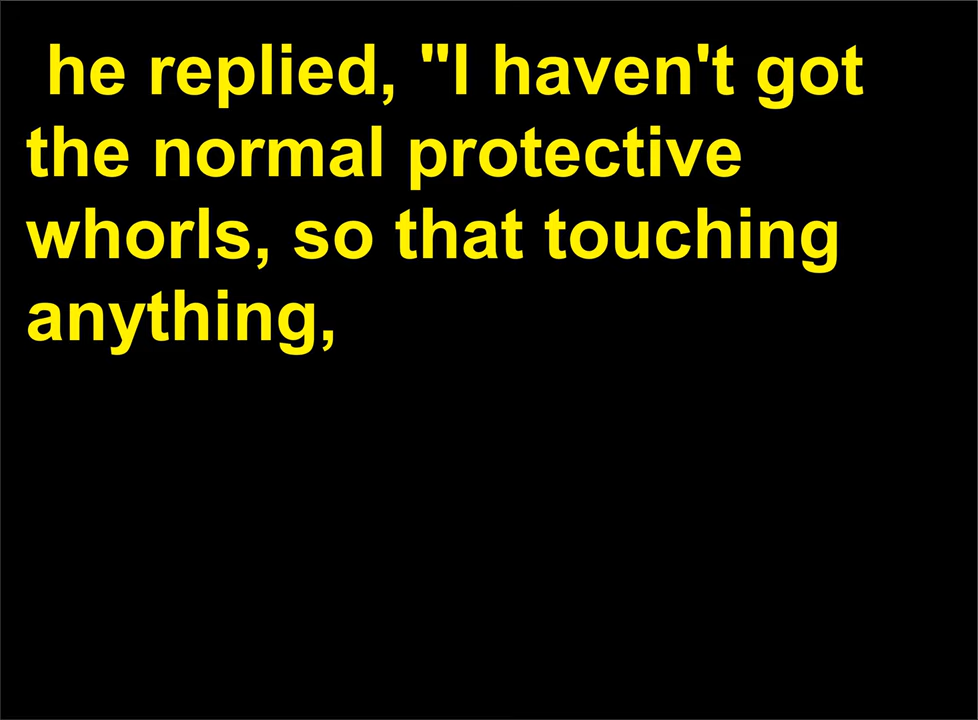 he replied, "I haven't got
the normal protective
whorls, so that touching
anything,